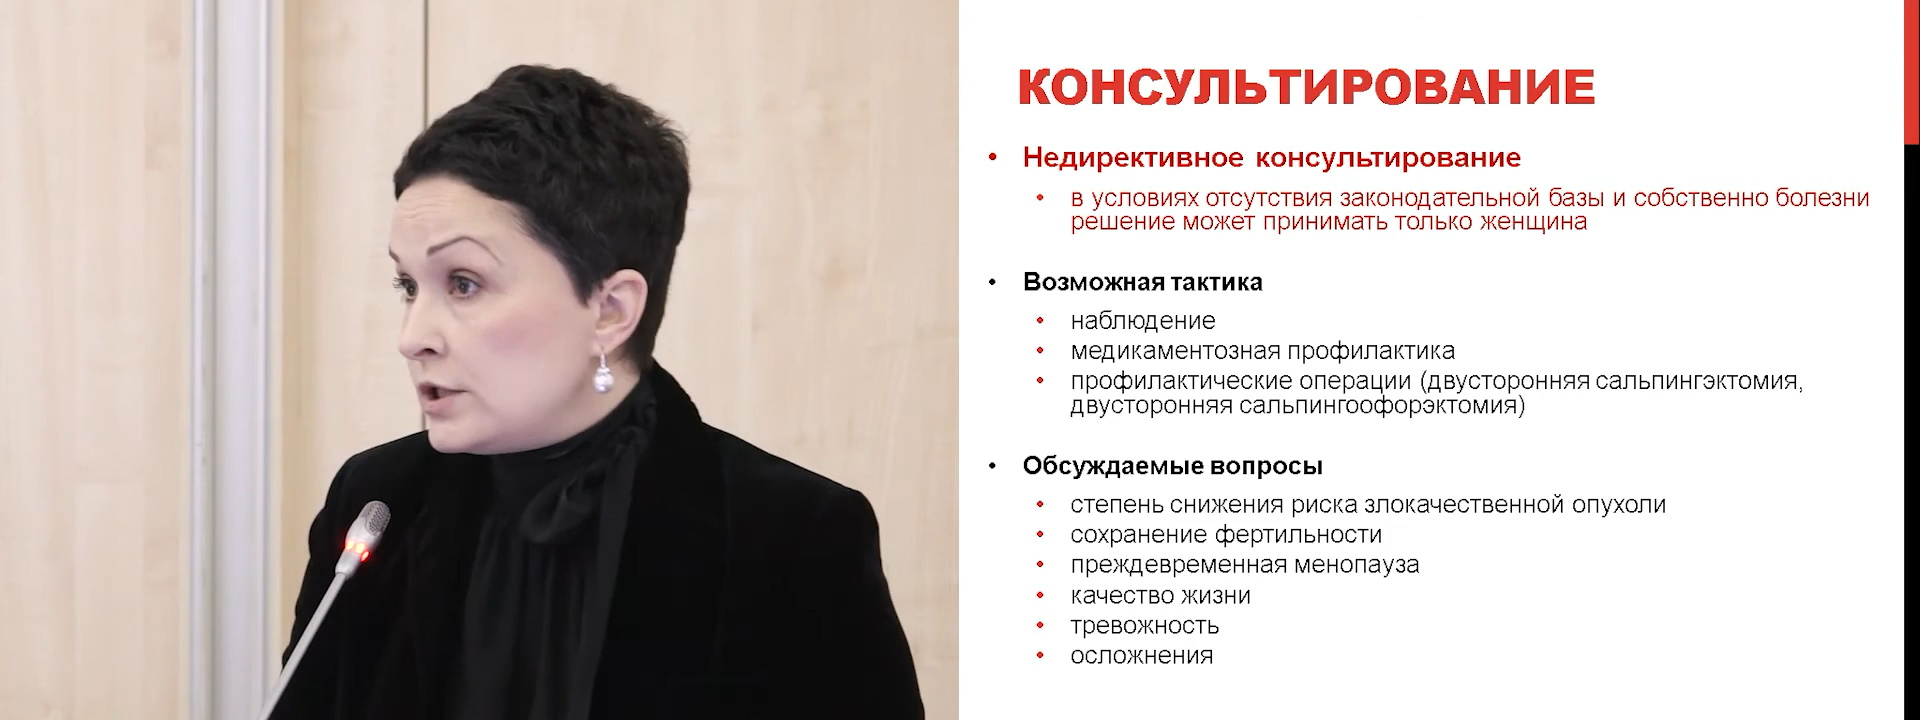 КОНСУЛЬТИРОВАНИЕ
• Недирективное консультирование
• в условиях отсутствия законодательной базы и собственно болезни
решение может принимать только женщина
• Возможная тактика
• наблюдение
• медикаментозная профилактика
• профилактические операции (двусторонняя сальпингэктомия,
двусторонняя сальпингоофорэктомия)
• Обсуждаемые вопросы
• степень снижения риска злокачественной опухоли
• сохранение фертильности
• преждевременная менопауза
• качество жизни
• тревожность
• осложнения